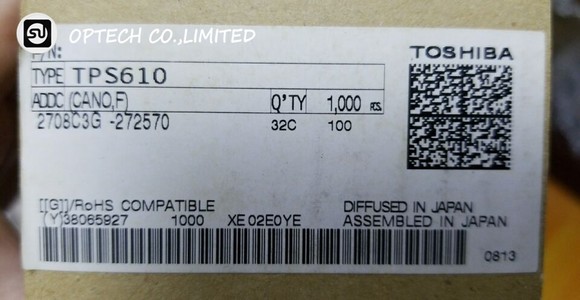 OPTECH CO.,LIMITED
P/N:
TOSHIBA
TYPE TPS610
ADDC (CANO,F) Q'TY 1,000 PCS.
2708C3G -272570 32C 100
[[G]]/RoHS COMPATIBLE DIFFUSED IN JAPAN
(Y)38065927 1000 XE02E0YE ASSEMBLED IN JAPAN
0813